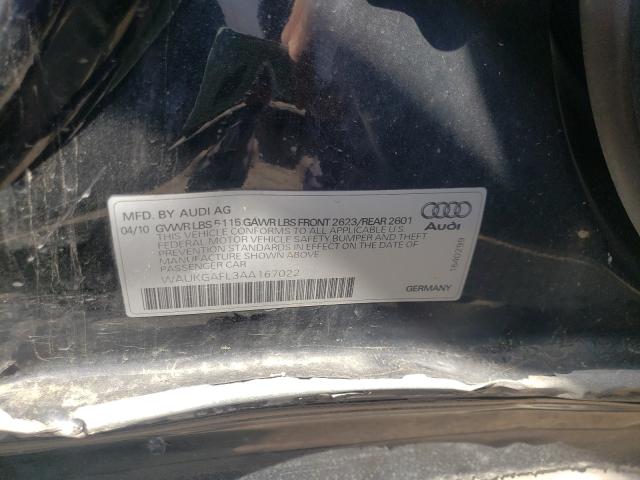 MFD. BY AUDI AG
04/10 GVWR LBS 5115 GAWR LBS FRONT 2623/REAR 2601
THIS VEHICLE CONFORMS TO ALL APPLICABLE
FEDERAL MOTOR VEHICLE SAFETY BUMPER AND THEFT
PREVENTION STANDARDS IN EFFECT ON THE DATE OF
MANUFACTURE SHOWN ABOVE
PASSENGER CAR
WAUKGAFL3AA167022
Audi
GERMANY